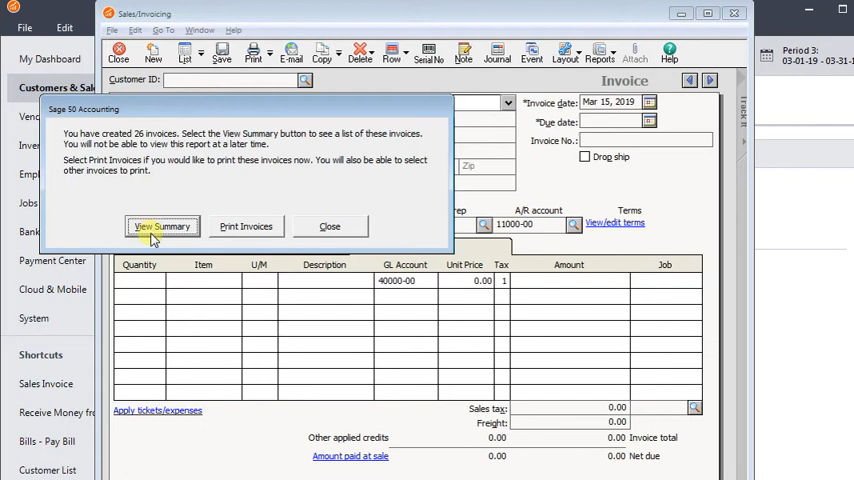 Sales/Invoicing
File Edit
File Edit Go To Window Help
My Dashboard
Close New List Save Print E-mail Copy Delete Row Serial No Note Journal Event Layout Reports Attach Help
Period 3:
03-01-19 - 03-31-1
Customers & Sa
Customer ID:
Invoice
Sage 50 Accounting
You have created 26 invoices. Select the View Summary button to see a list of these invoices.
You will not be able to view this report at a later time.
Select Print Invoices if you would like to print these invoices now. You will also be able to select
other invoices to print.
View Summary Print Invoices Close
*Invoice date: Mar 15, 2019
*Due date:
Invoice No.:
Drop ship
Zip
Track It
Vend
Inven
Empl
Jobs
Bank
rep A/R account Terms
11000-00 View/edit terms
Payment Center
Cloud & Mobile
System
Shortcuts
Sales Invoice
Receive Money fro
Bills - Pay Bill
Customer List
Quantity Item U/M Description GL Account Unit Price Tax Amount Job
40000-00 0.00 1
Apply tickets/expenses
Sales tax: 0.00
Freight: 0.00
Other applied credits 0.00 0.00 Invoice total
Amount paid at sale 0.00 0.00 Net due